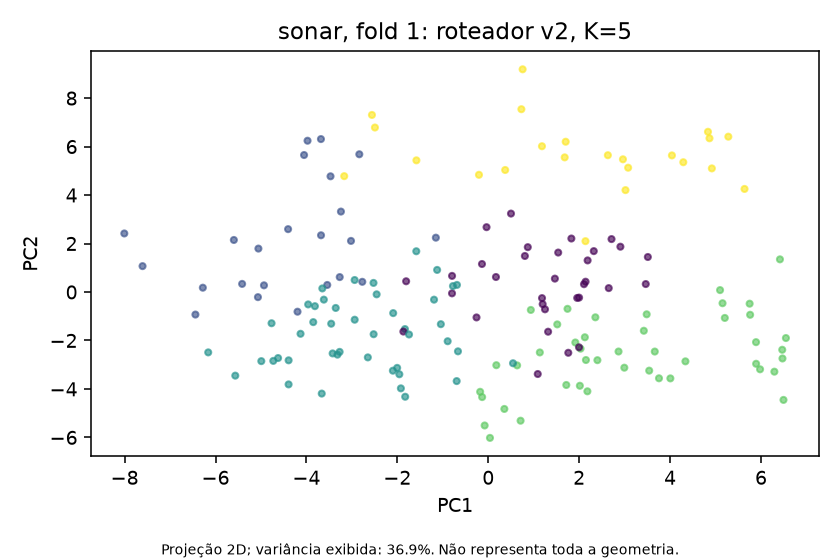 sonar, fold 1: roteador v2, K=5
PC2
8
6
4
2
0
−2
−4
−6
−8 −6 −4 −2 0 2 4 6
PC1
Projeção 2D; variância exibida: 36.9%. Não representa toda a geometria.